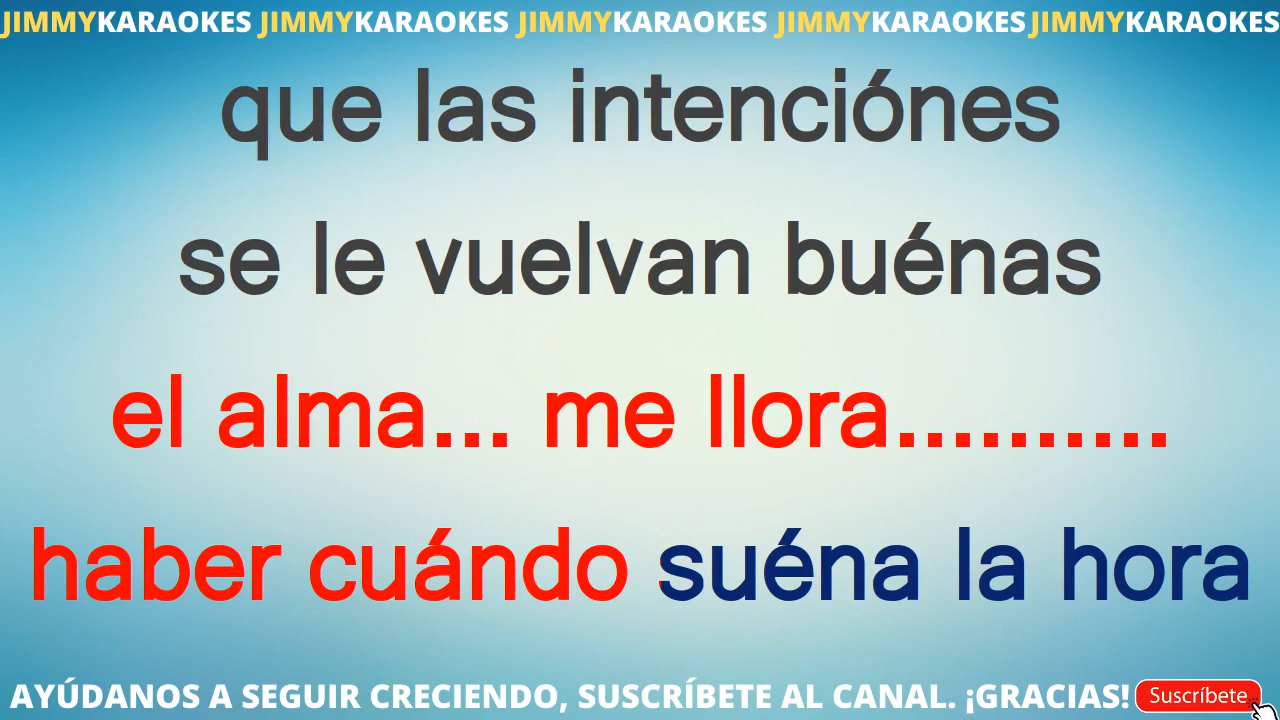 JIMMYKARAOKES JIMMYKARAOKES JIMMYKARAOKES JIMMYKARAOKES JIMMYKARAOKES
que las intenciónes
se le vuelvan buénas
el alma... me llora..........
haber cuándo suéna la hora
AYÚDANOS A SEGUIR CRECIENDO, SUSCRÍBETE AL CANAL. ¡GRACIAS! Suscríbete